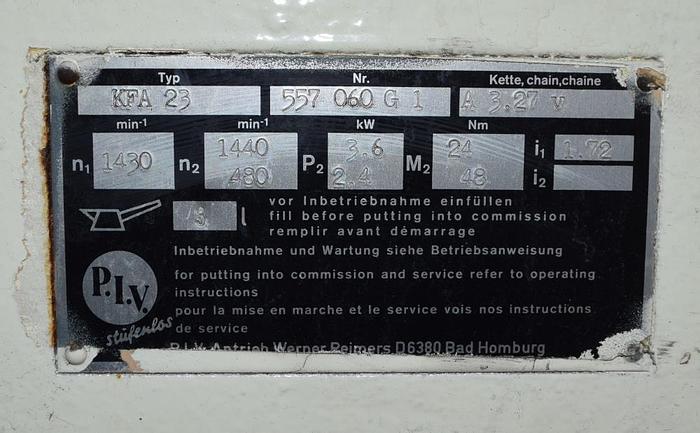 Typ Nr. Kette, chain, chaine
KFA 23 557 060 G 1 A 3.27 v
min-1 min-1 kW Nm
n1 1430 n2 1440 P2 3,6 M2 24 i1 1,72
480 2,4 48 i2
l vor Inbetriebnahme einfüllen
fill before putting into commission
remplir avant démarrage
Inbetriebnahme und Wartung siehe Betriebsanweisung
for putting into commission and service refer to operating
instructions
pour la mise en marche et le service vois nos instructions
de service
P.I.V.
stufenlos
P.I.V. Antrieb Werner Reimers D6380 Bad Homburg